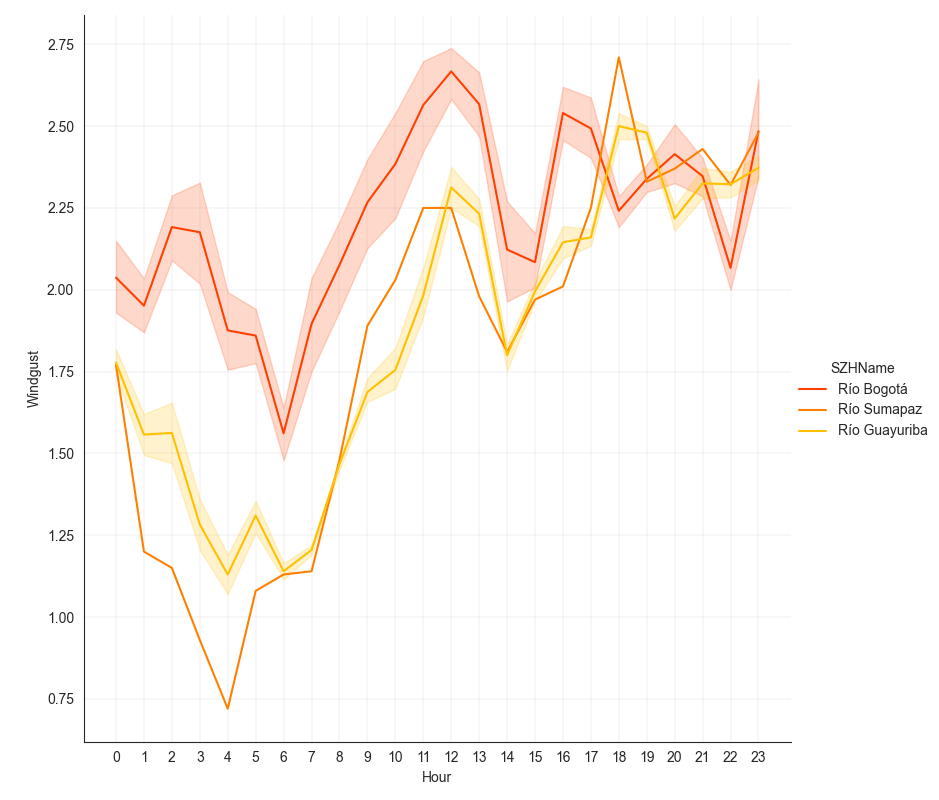 2.75
2.50
2.25
2.00
1.75
1.50
1.25
1.00
0.75
Windgust
0 1 2 3 4 5 6 7 8 9 10 11 12 13 14 15 16 17 18 19 20 21 22 23
Hour
SZHName
Río Bogotá
Río Sumapaz
Río Guayuriba